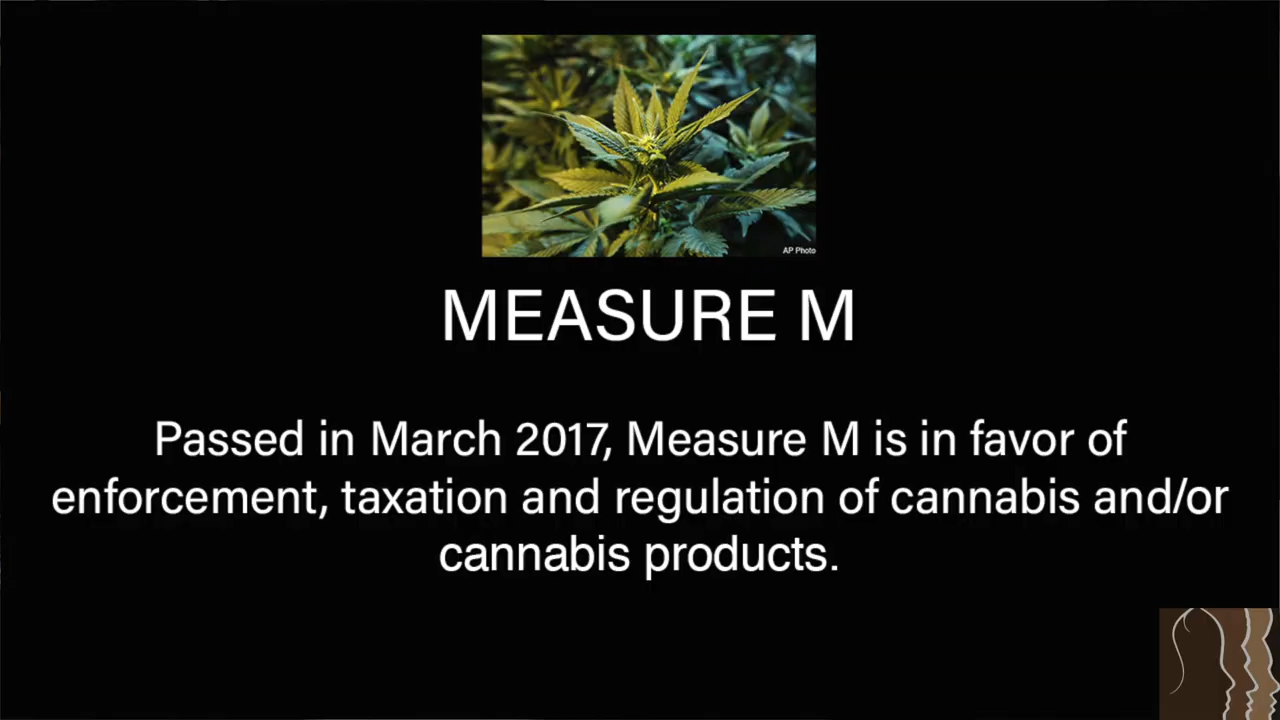 AP Photo
MEASURE M
Passed in March 2017, Measure M is in favor of
enforcement, taxation and regulation of cannabis and/or
cannabis products.